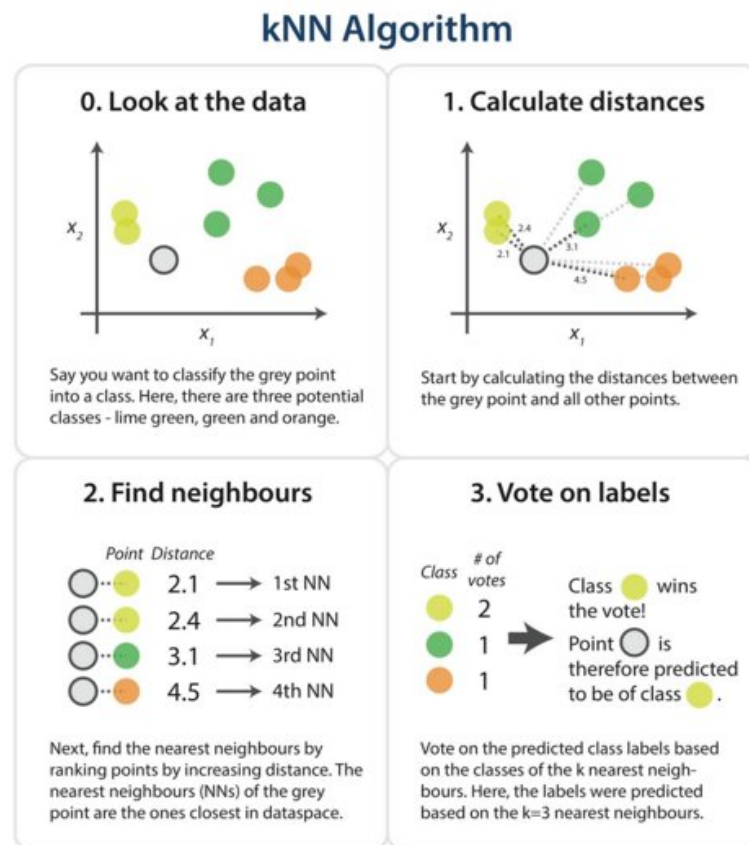 kNN Algorithm
0. Look at the data
x₂
x₁
Say you want to classify the grey point
into a class. Here, there are three potential
classes - lime green, green and orange.
1. Calculate distances
x₂
2.4
2.1
3.1
4.5
x₁
Start by calculating the distances between
the grey point and all other points.
2. Find neighbours
Point Distance
2.1 1st NN
2.4 2nd NN
3.1 3rd NN
4.5 4th NN
Next, find the nearest neighbours by
ranking points by increasing distance. The
nearest neighbours (NNs) of the grey
point are the ones closest in dataspace.
3. Vote on labels
Class # of
votes
2
1
1
Class wins
the vote!
Point is
therefore predicted
to be of class .
Vote on the predicted class labels based
on the classes of the k nearest neigh-
bours. Here, the labels were predicted
based on the k=3 nearest neighbours.